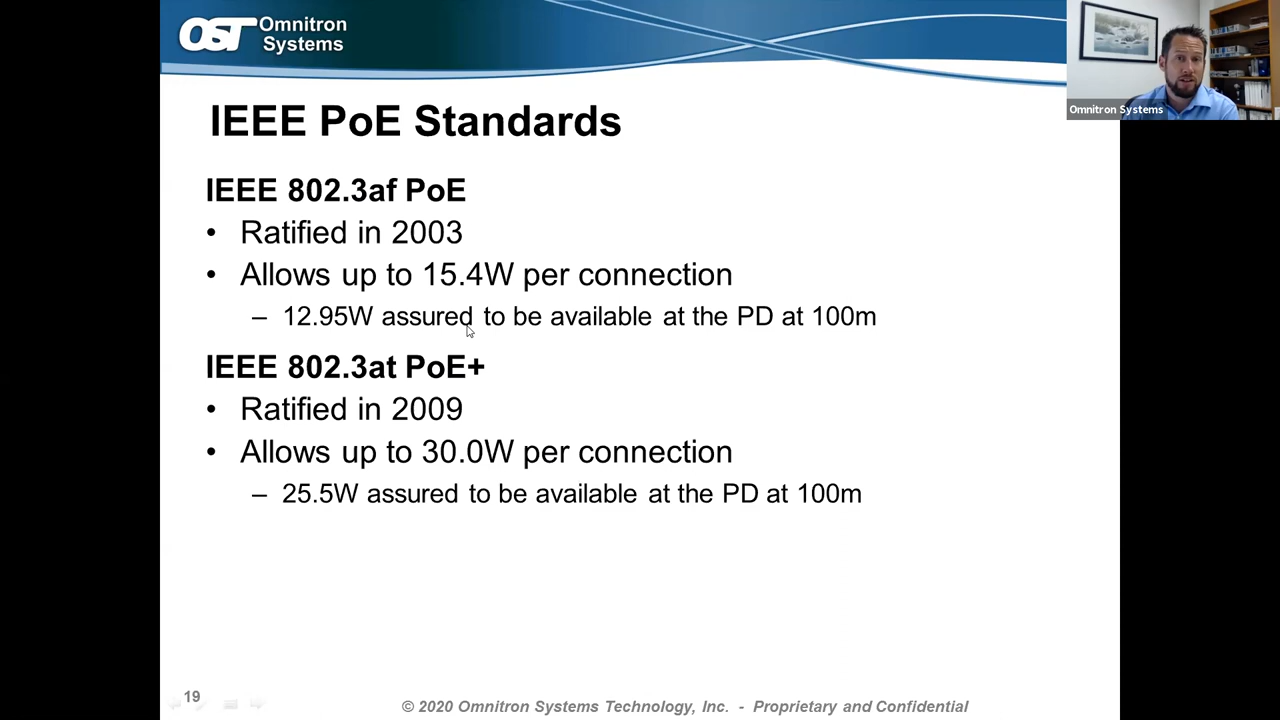 OST Omnitron
Systems
Omnitron Systems
IEEE PoE Standards
IEEE 802.3af PoE
• Ratified in 2003
• Allows up to 15.4W per connection
– 12.95W assured to be available at the PD at 100m
IEEE 802.3at PoE+
• Ratified in 2009
• Allows up to 30.0W per connection
– 25.5W assured to be available at the PD at 100m
19
© 2020 Omnitron Systems Technology, Inc. - Proprietary and Confidential